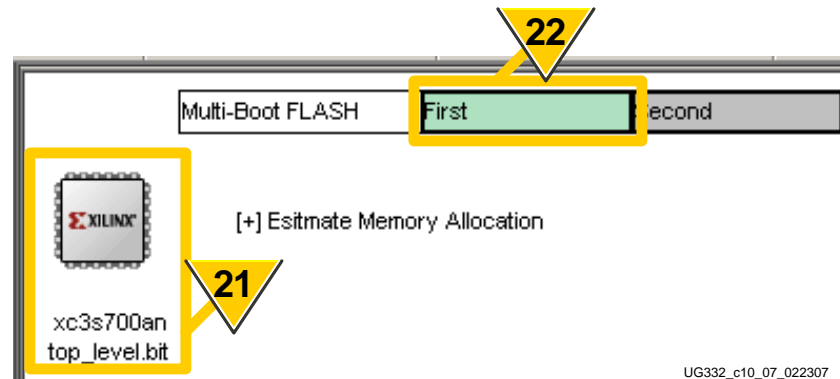 22
Multi-Boot FLASH First Second
XILINX
[+] Esitmate Memory Allocation
21
xc3s700an
top_level.bit
UG332_c10_07_022307